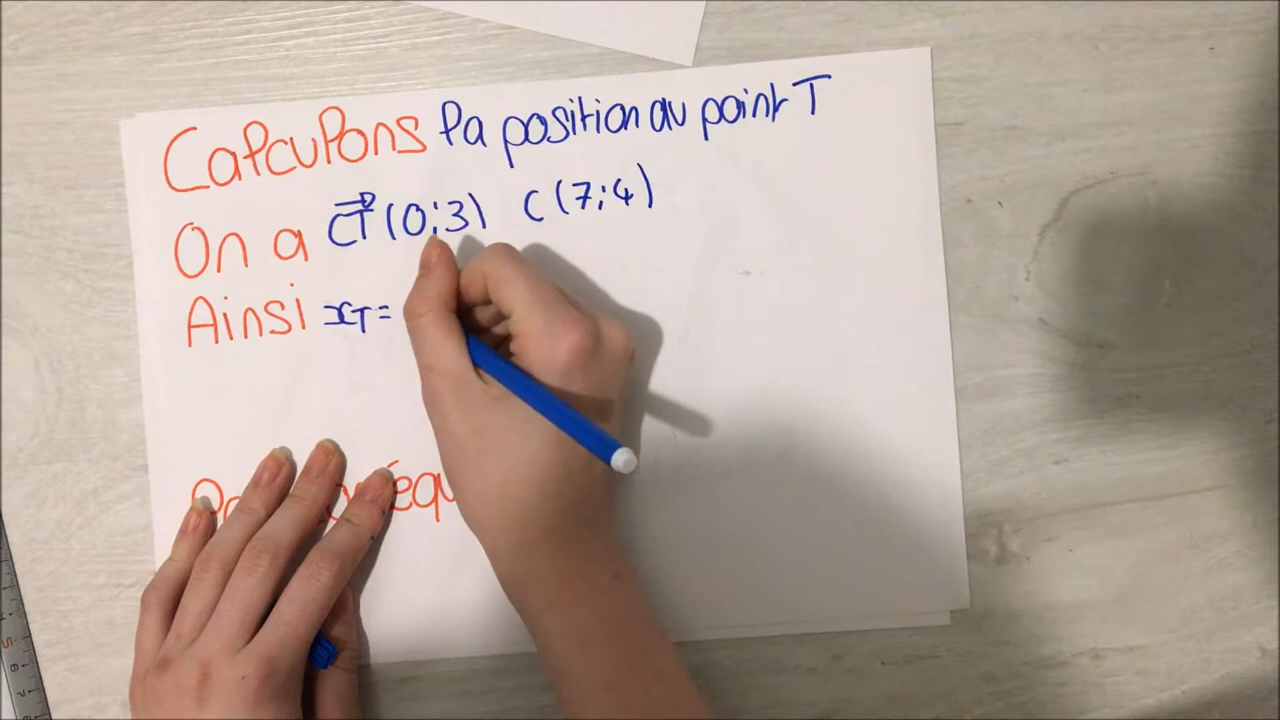 Calculons la position du point T
On a CT (0;3) C (7;4)
Ainsi xT =